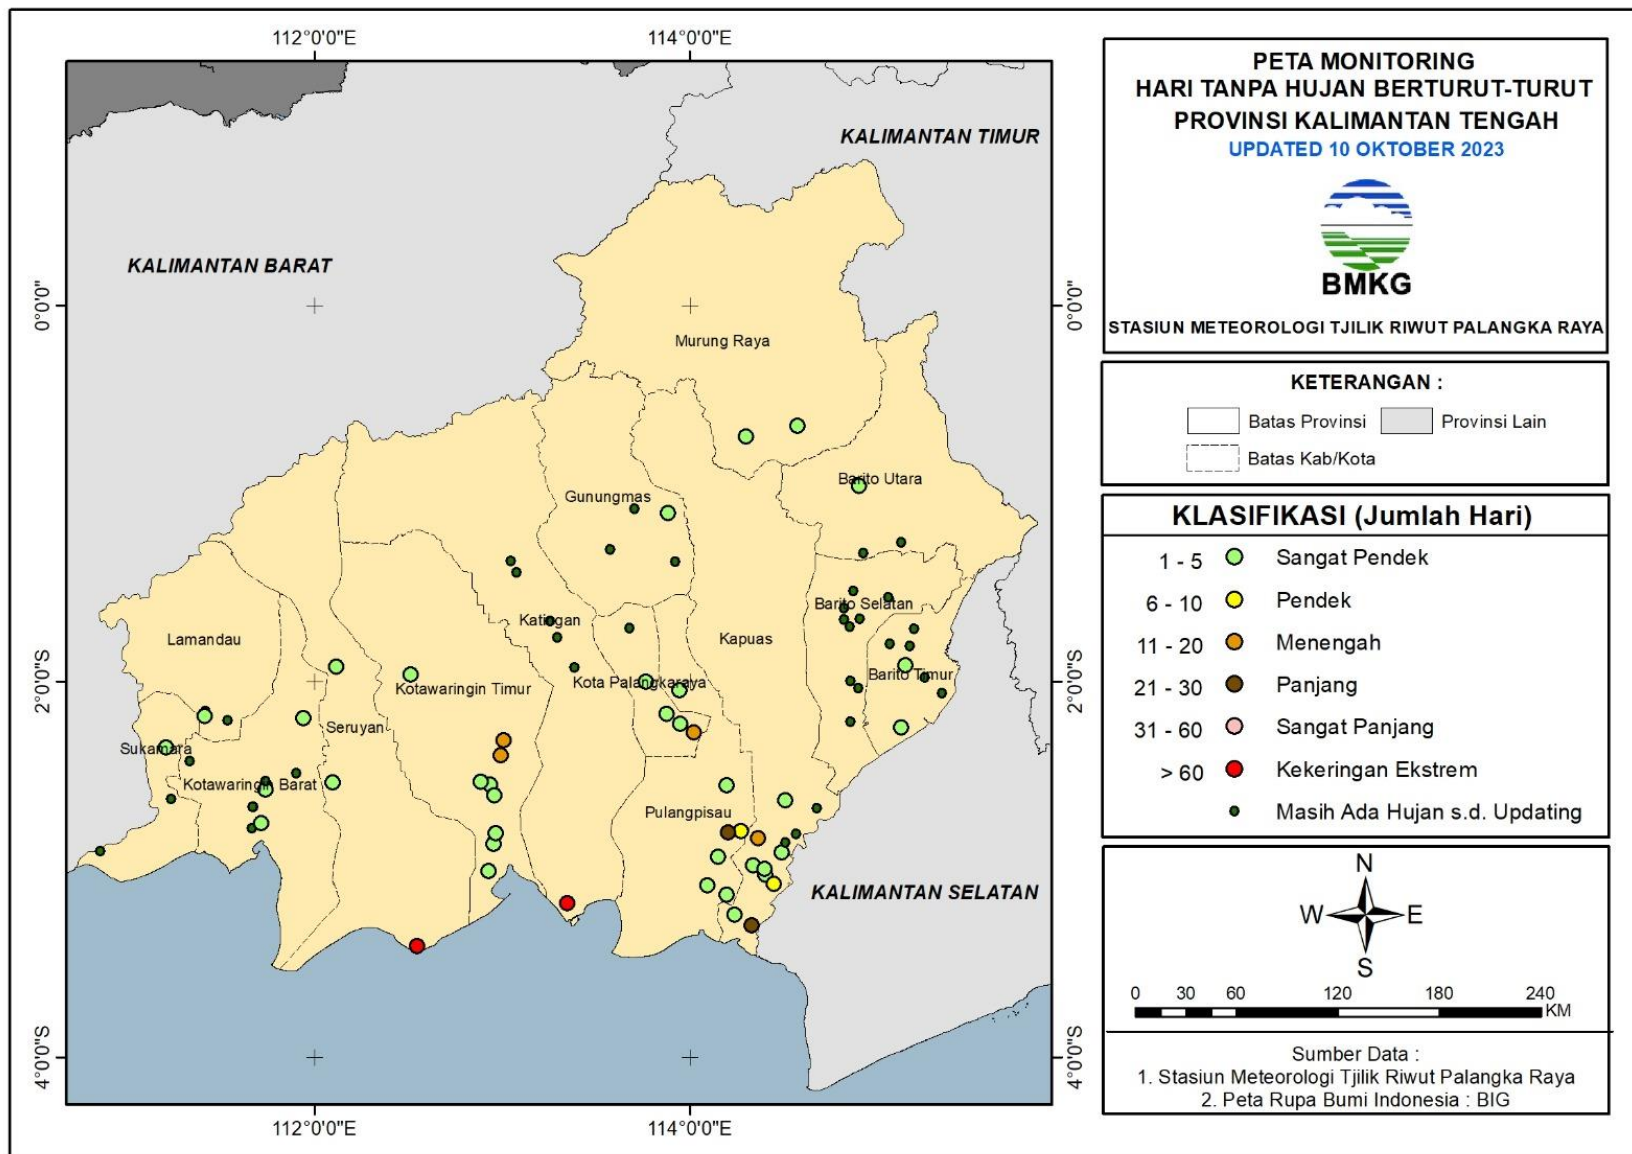 112°0'0"E
114°0'0"E
PETA MONITORING
HARI TANPA HUJAN BERTURUT-TURUT
PROVINSI KALIMANTAN TENGAH
UPDATED 10 OKTOBER 2023
BMKG
STASIUN METEOROLOGI TJILIK RIWUT PALANGKA RAYA
KETERANGAN :
Batas Provinsi
Provinsi Lain
Batas Kab/Kota
KLASIFIKASI (Jumlah Hari)
1 - 5 Sangat Pendek
6 - 10 Pendek
11 - 20 Menengah
21 - 30 Panjang
31 - 60 Sangat Panjang
> 60 Kekeringan Ekstrem
Masih Ada Hujan s.d. Updating
N
W
E
S
0 30 60 120 180 240
KM
Sumber Data :
1. Stasiun Meteorologi Tjilik Riwut Palangka Raya
2. Peta Rupa Bumi Indonesia : BIG
KALIMANTAN TIMUR
KALIMANTAN BARAT
0°0'0"
0°0'0"
Murung Raya
Barito Utara
Gunungmas
Barito Selatan
Katingan
Lamandau
Kapuas
Barito Timur
Kota Palangkaraya
Kotawaringin Timur
2°0'0"S
2°0'0"S
Seruyan
Sukamara
Kotawaringin Barat
Pulangpisau
KALIMANTAN SELATAN
4°0'0"S
4°0'0"S
112°0'0"E
114°0'0"E